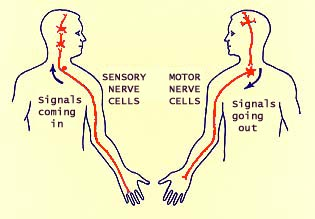 SENSORY
NERVE
CELLS
Signals
coming
in
MOTOR
NERVE
CELLS
Signals
going
out